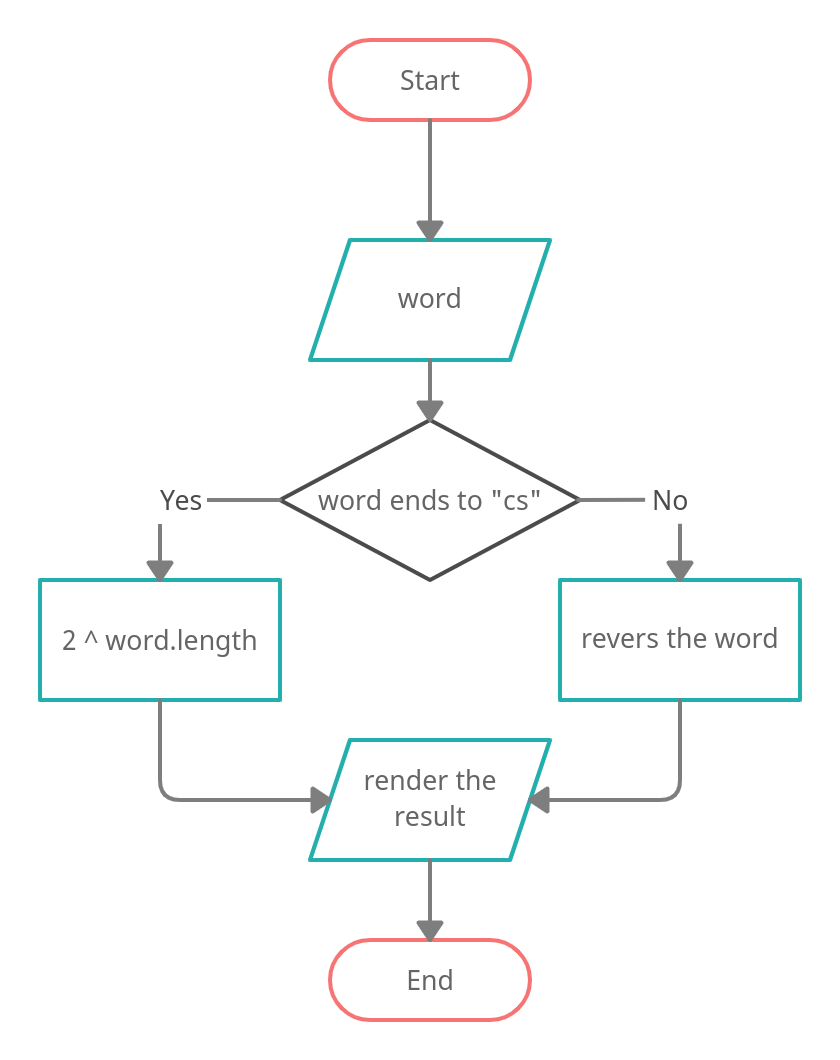 Start
word
word ends to "cs"
Yes
No
2 ^ word.length
revers the word
render the
result
End